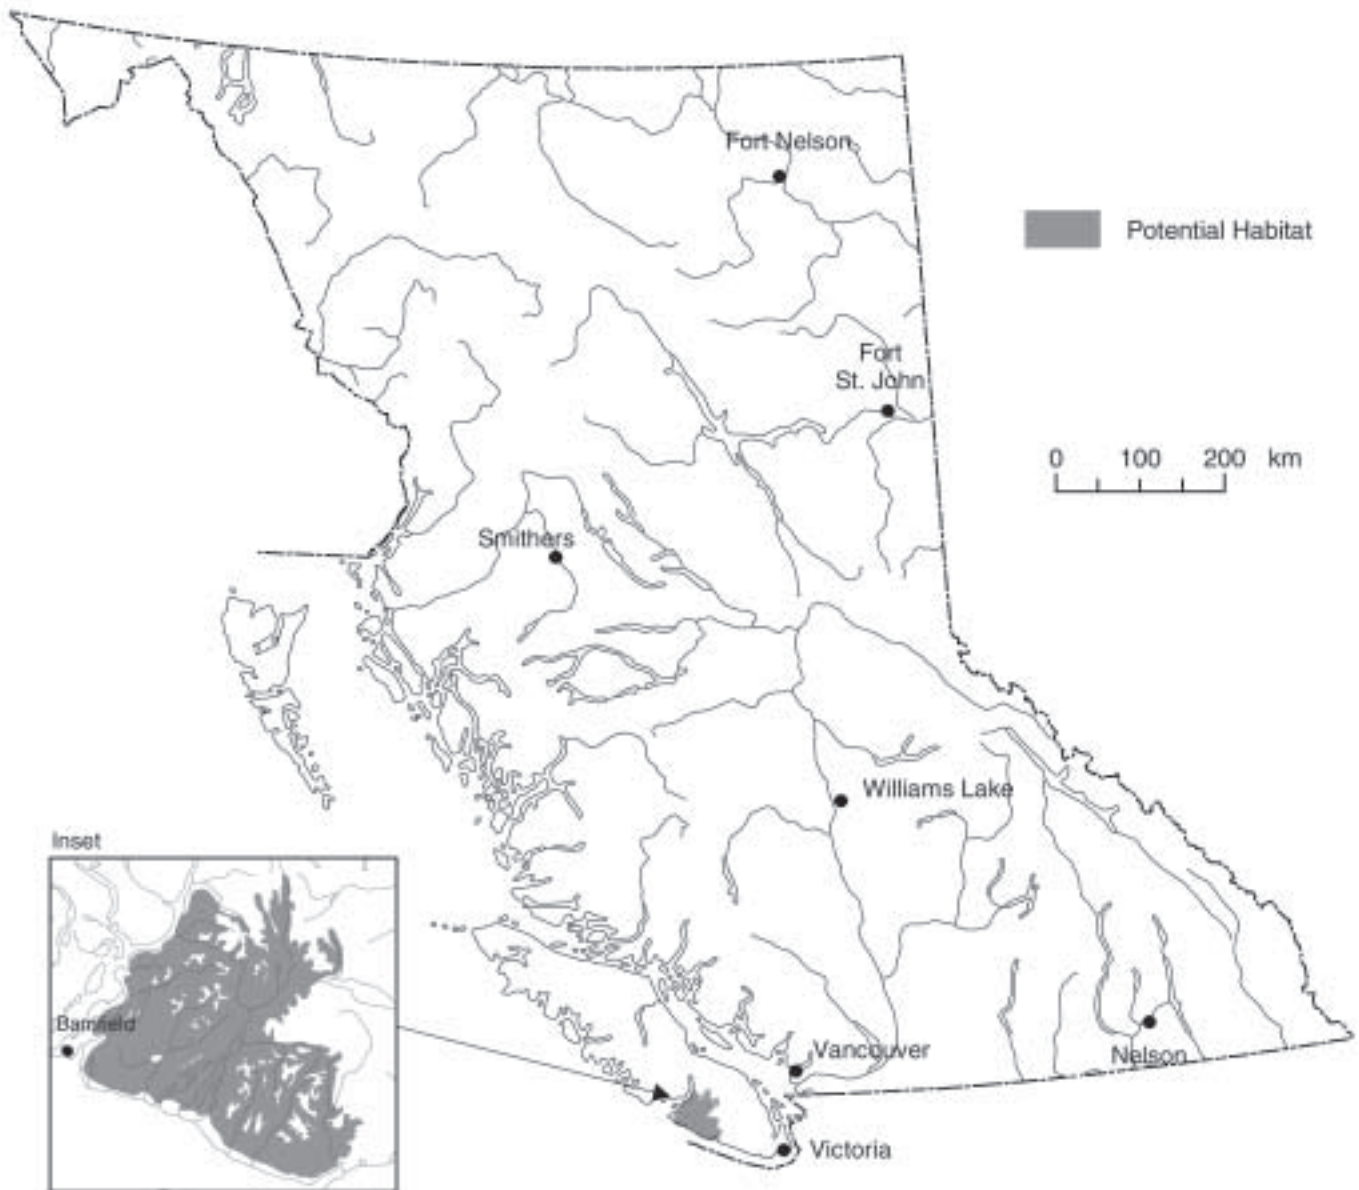 Fort Nelson
Potential Habitat
Fort
St. John
0 100 200 km
Smithers
Williams Lake
Inset
Bamfield
Vancouver
Nelson
Victoria